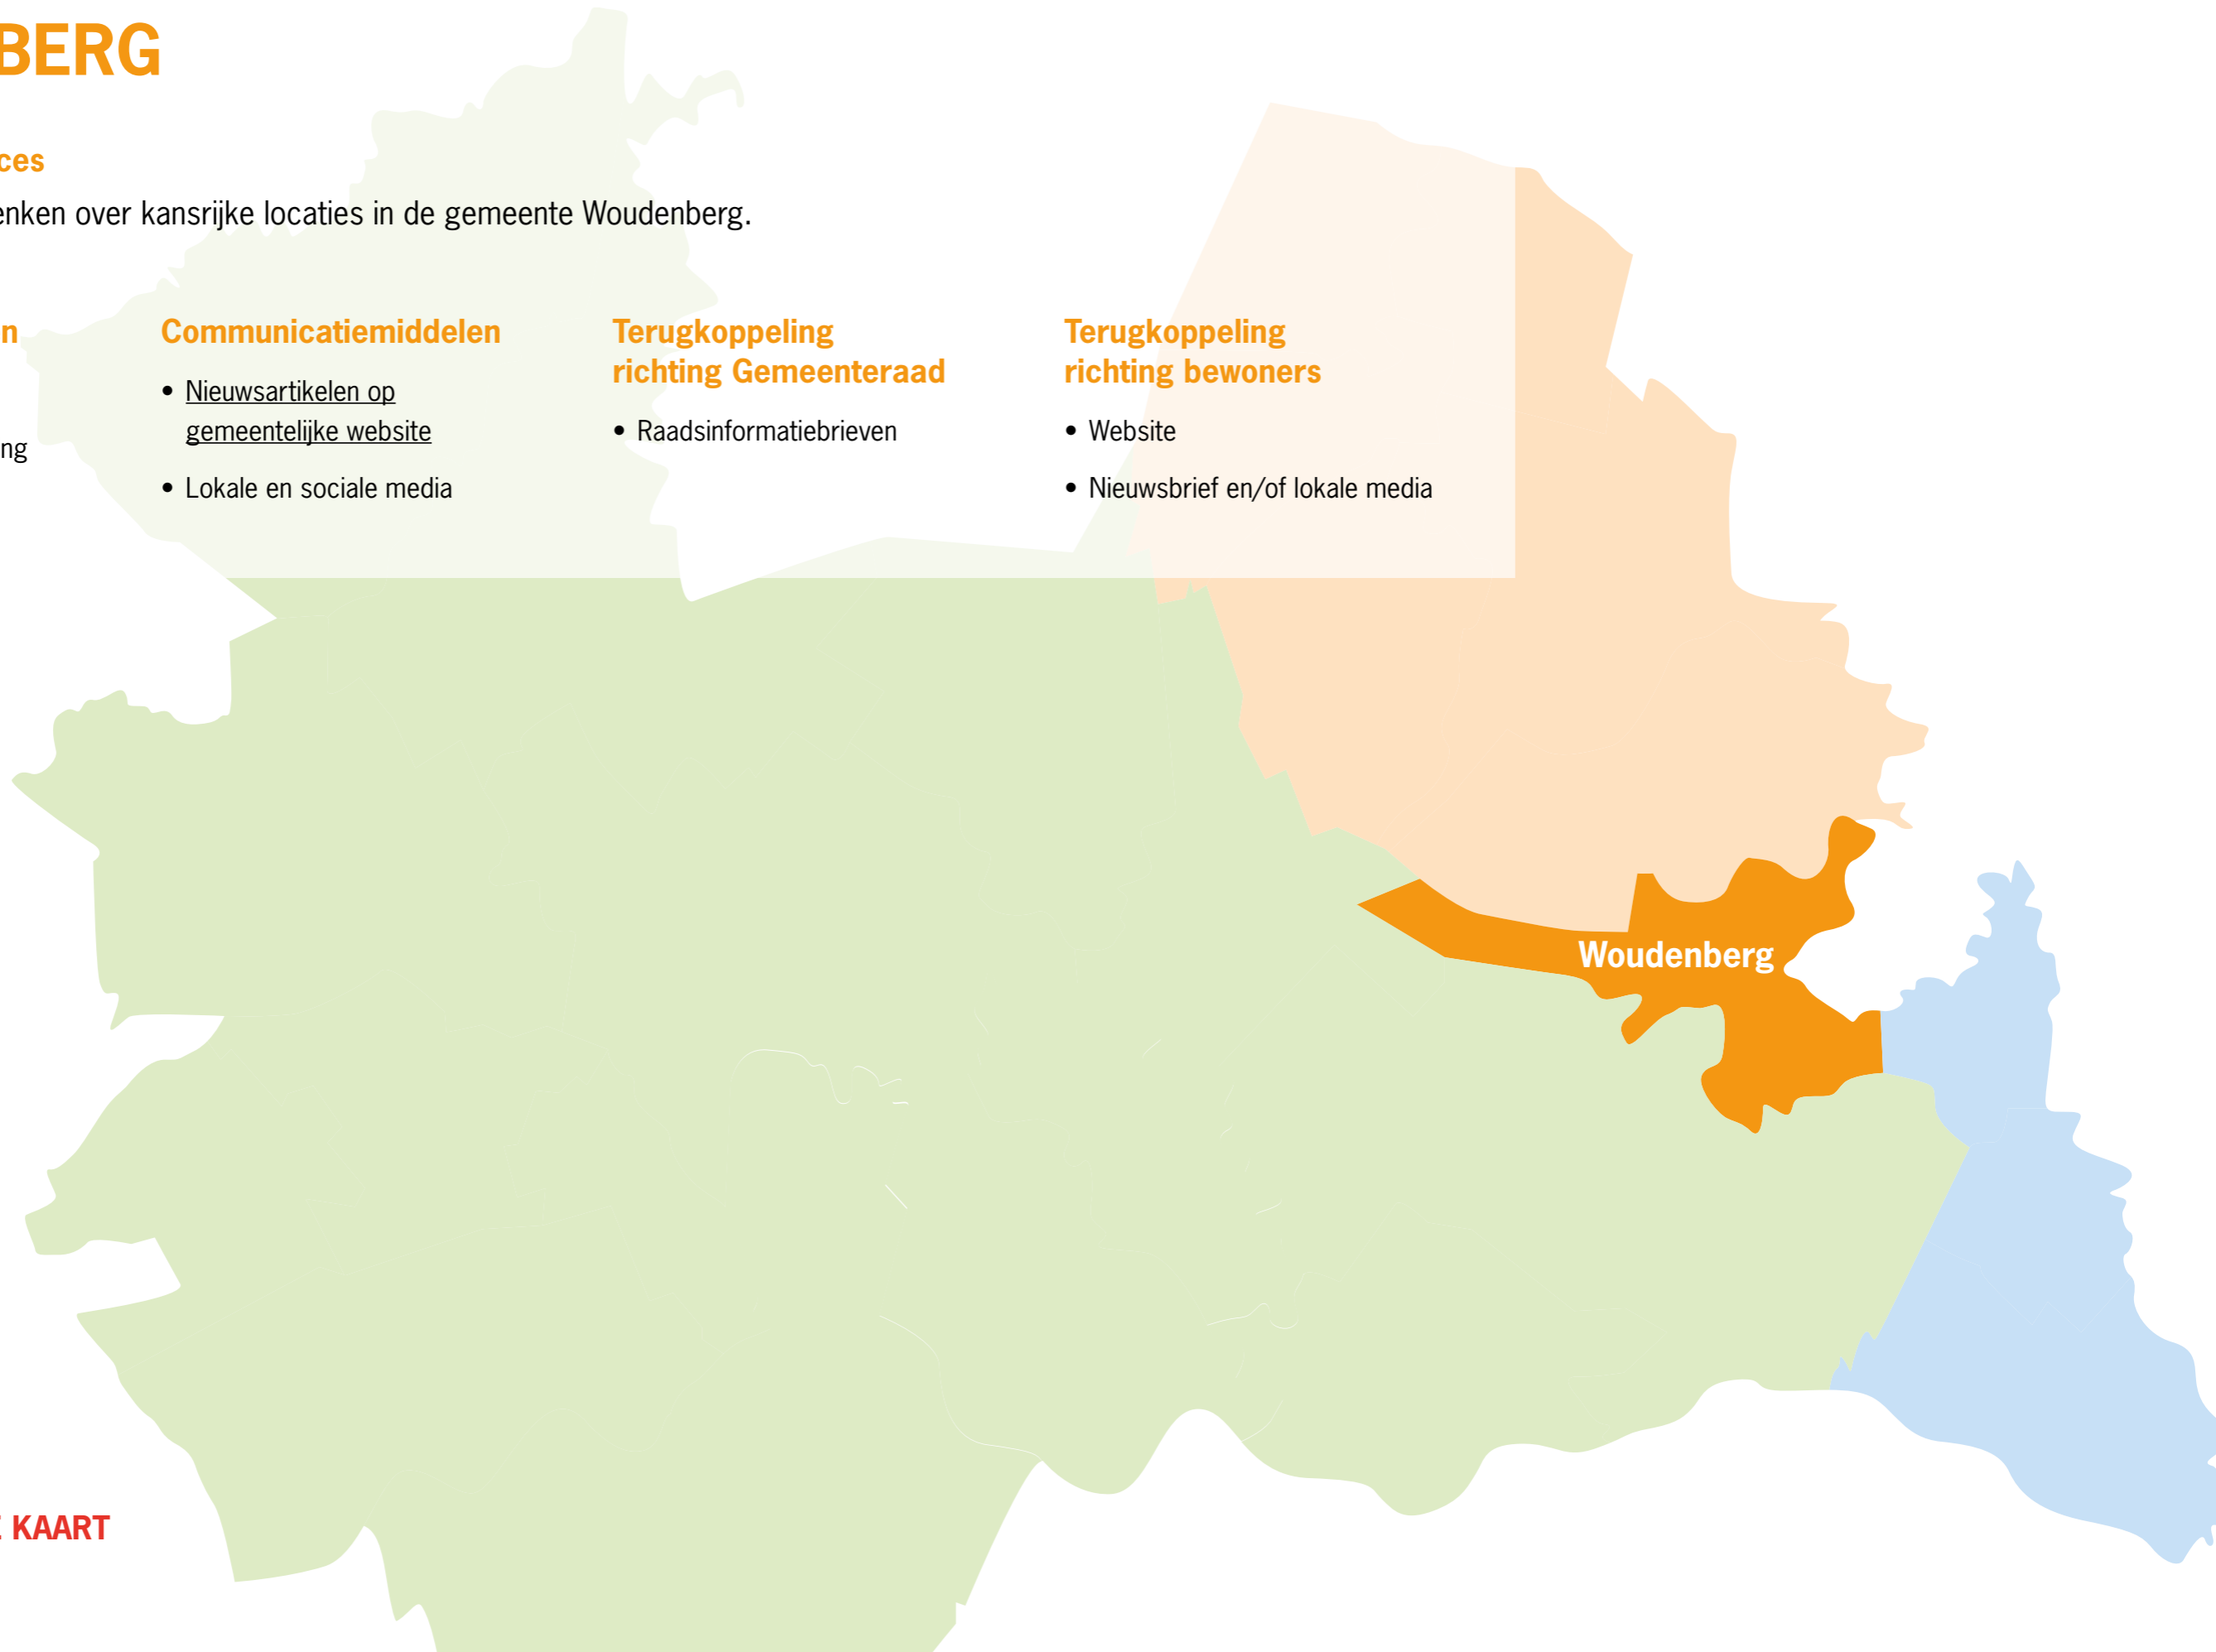 BERG
ces
enken over kansrijke locaties in de gemeente Woudenberg.
n
ng
Communicatiemiddelen
• Nieuwsartikelen op
gemeentelijke website
• Lokale en sociale media
Terugkoppeling
richting Gemeenteraad
• Raadsinformatiebrieven
Terugkoppeling
richting bewoners
• Website
• Nieuwsbrief en/of lokale media
Woudenberg
KAART